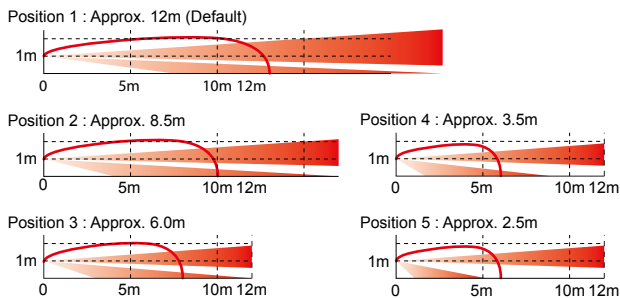 Position 1 : Approx. 12m (Default)
1m
0 5m 10m 12m
Position 2 : Approx. 8.5m
1m
0 5m 10m 12m
Position 4 : Approx. 3.5m
1m
0 5m 10m 12m
Position 3 : Approx. 6.0m
1m
0 5m 10m 12m
Position 5 : Approx. 2.5m
1m
0 5m 10m 12m